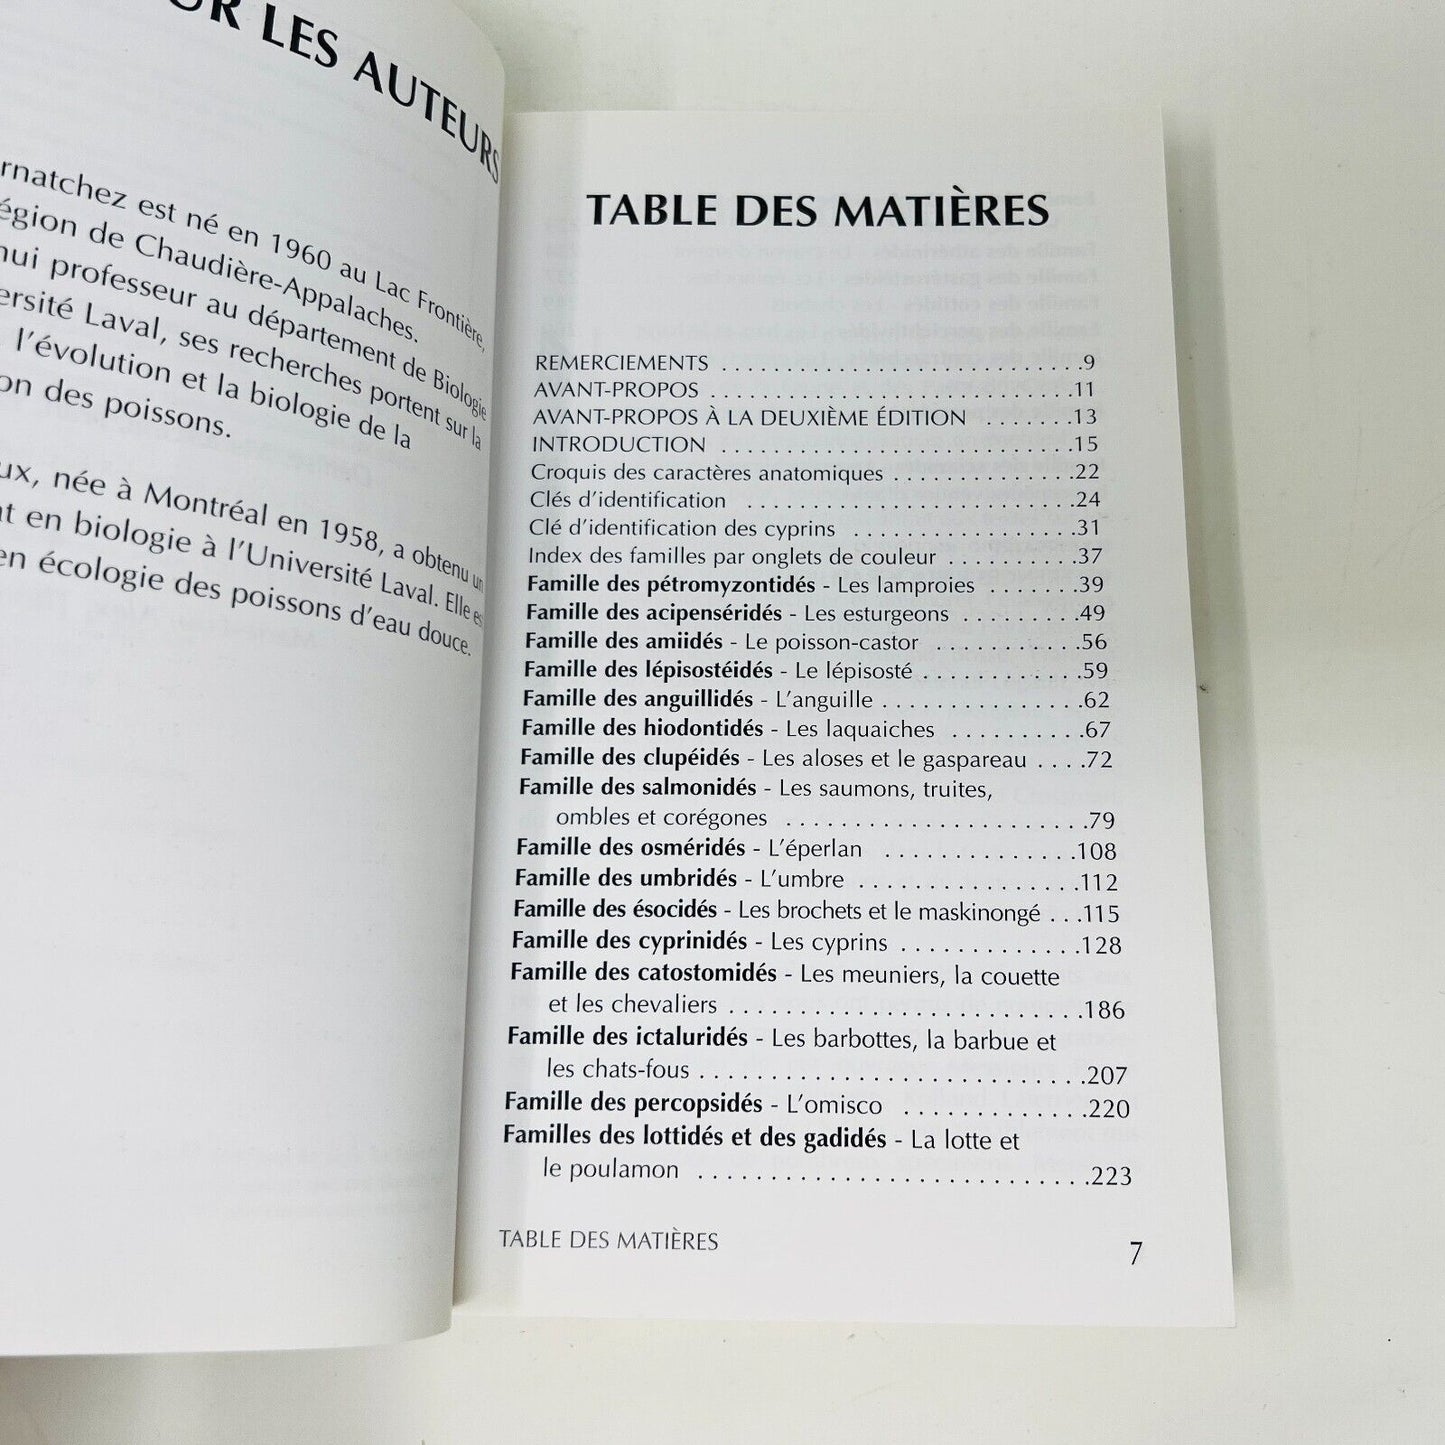 LES AUTEURS
est né en 1960 au Lac Frontière,
de Chaudière-Appalaches.
professeur au département de Biologie
Laval, ses recherches portent sur la
l'évolution et la biologie de la
des poissons.
née à Montréal en 1958, a obtenu un
en biologie à l'Université Laval. Elle
en écologie des poissons d'eau douce.
TABLE DES MATIÈRES
REMERCIEMENTS . . . . . . . . . . . . . . . . . . . . . . . . . . .9
AVANT-PROPOS . . . . . . . . . . . . . . . . . . . . . . . . . . .11
AVANT-PROPOS À LA DEUXIÈME ÉDITION . . . . . . .13
INTRODUCTION . . . . . . . . . . . . . . . . . . . . . . . . . .15
Croquis des caractères anatomiques . . . . . . . . . . . . .22
Clés d'identification . . . . . . . . . . . . . . . . . . . . . . . .24
Clé d'identification des cyprins . . . . . . . . . . . . . . . .31
Index des familles par onglets de couleur . . . . . . . . . .37
Famille des pétromyzontidés - Les lamproies . . . . . . .39
Famille des acipenséridés - Les esturgeons . . . . . . . . .49
Famille des amiidés - Le poisson-castor . . . . . . . . . . .56
Famille des lépisostéidés - Le lépisosté . . . . . . . . . . . .59
Famille des anguillidés - L'anguille . . . . . . . . . . . . . . .62
Famille des hiodontidés - Les laquaiches . . . . . . . . . .67
Famille des clupéidés - Les aloses et le gaspareau . . . .72
Famille des salmonidés - Les saumons, truites,
ombles et corégones . . . . . . . . . . . . . . . . . . . . . .79
Famille des osméridés - L'éperlan . . . . . . . . . . . . . .108
Famille des umbridés - L'umbre . . . . . . . . . . . . . . . .112
Famille des ésocidés - Les brochets et le maskinongé . . .115
Famille des cyprinidés - Les cyprins . . . . . . . . . . . . .128
Famille des catostomidés - Les meuniers, la couette
et les chevaliers . . . . . . . . . . . . . . . . . . . . . . . . .186
Famille des ictaluridés - Les barbottes, la barbue et
les chats-fous . . . . . . . . . . . . . . . . . . . . . . . . . . .207
Famille des percopsidés - L'omisco . . . . . . . . . . . . .220
Familles des lottidés et des gadidés - La lotte et
le poulamon . . . . . . . . . . . . . . . . . . . . . . . . . . .223
TABLE DES MATIÈRES 7